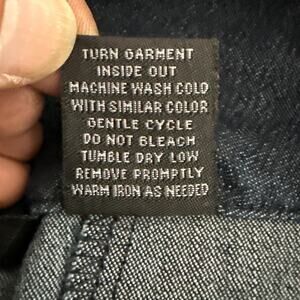 TURN GARMENT
INSIDE OUT
MACHINE WASH COLD
WITH SIMILAR COLOR
GENTLE CYCLE
DO NOT BLEACH
TUMBLE DRY LOW
REMOVE PROMPTLY
WARM IRON AS NEEDED